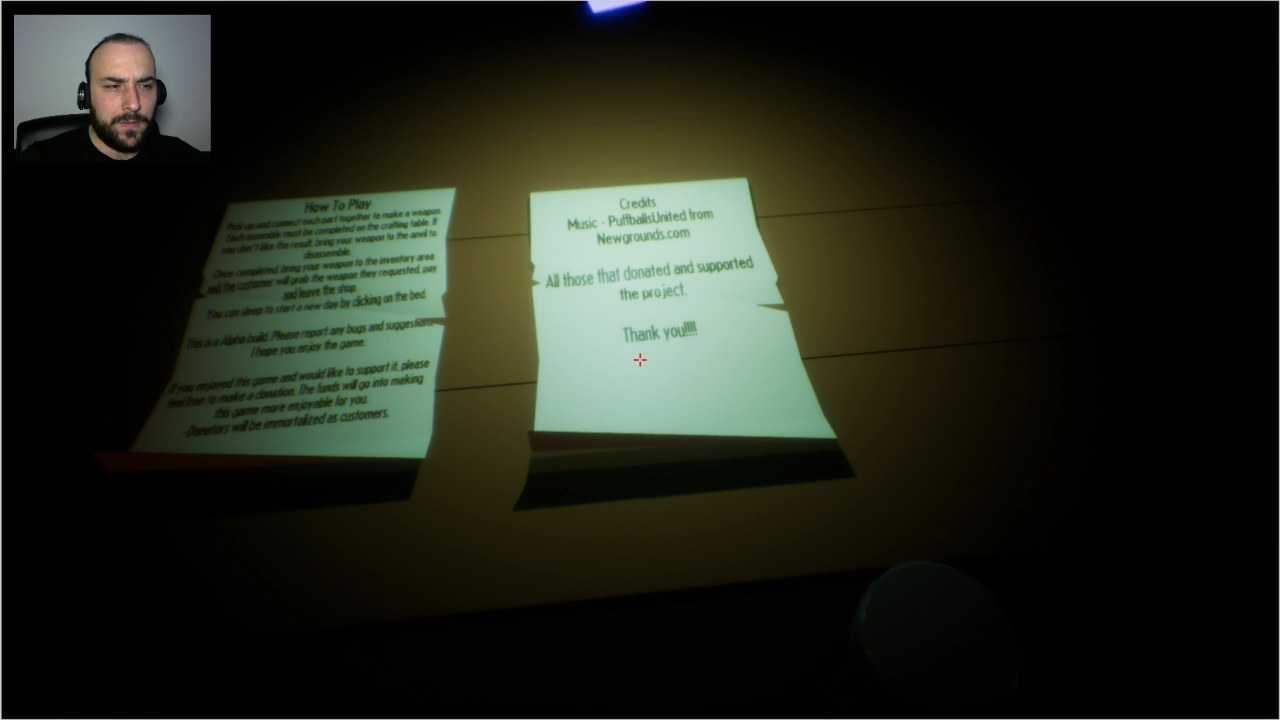 How To Play
Pick up and connect each part together to make a weapon.
Each assembly must be completed on the crafting table. If
you don't like the result, bring your weapon to the anvil to
disassemble.
Once completed, bring your weapon to the inventory area
and the customer will grab the weapon they requested, pay
and leave the shop.
You can sleep to start a new day by clicking on the bed.
This is a Alpha build. Please report any bugs and suggestions.
I hope you enjoy the game.
If you enjoyed this game and would like to support it, please
feel free to make a donation. The funds will go into making
this game more enjoyable for you.
-Donators will be immortalized as customers.
Credits
Music - PuffballsUnited from
Newgrounds.com
All those that donated and supported
the project.
Thank you!!!!